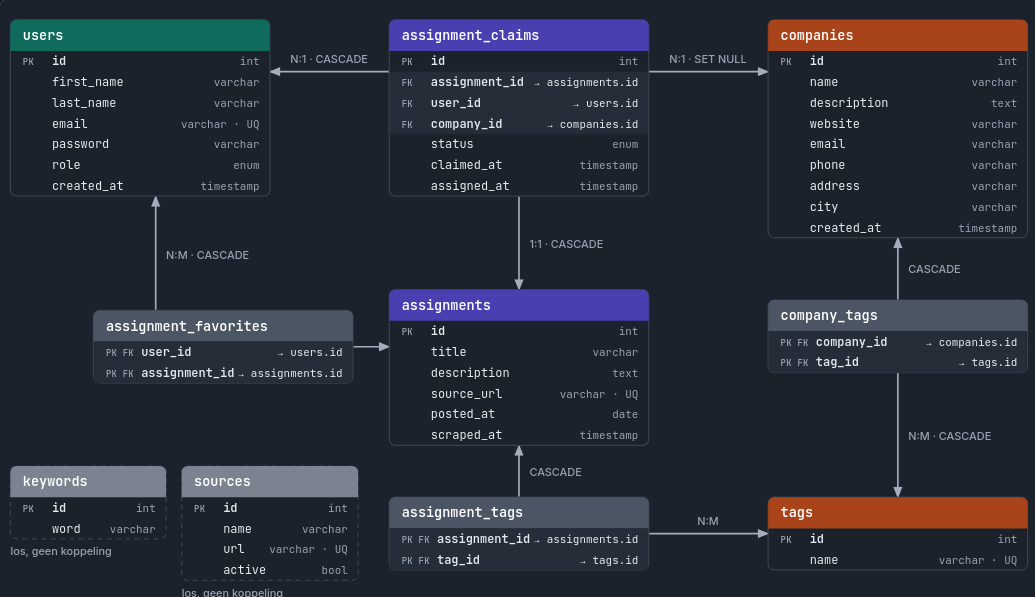 users
PK id int
first_name varchar
last_name varchar
email varchar · UQ
password varchar
role enum
created_at timestamp
N:1 · CASCADE
assignment_claims
PK id int
FK assignment_id → assignments.id
FK user_id → users.id
FK company_id → companies.id
status enum
claimed_at timestamp
assigned_at timestamp
N:1 · SET NULL
companies
PK id int
name varchar
description text
website varchar
email varchar
phone varchar
address varchar
city varchar
created_at timestamp
N:M · CASCADE
1:1 · CASCADE
CASCADE
assignment_favorites
PK FK user_id → users.id
PK FK assignment_id → assignments.id
assignments
PK id int
title varchar
description text
source_url varchar · UQ
posted_at date
scraped_at timestamp
company_tags
PK FK company_id → companies.id
PK FK tag_id → tags.id
N:M · CASCADE
CASCADE
keywords
PK id int
word varchar
los, geen koppeling
sources
PK id int
name varchar
url varchar · UQ
active bool
los, geen koppeling
assignment_tags
PK FK assignment_id → assignments.id
PK FK tag_id → tags.id
N:M
tags
PK id int
name varchar · UQ